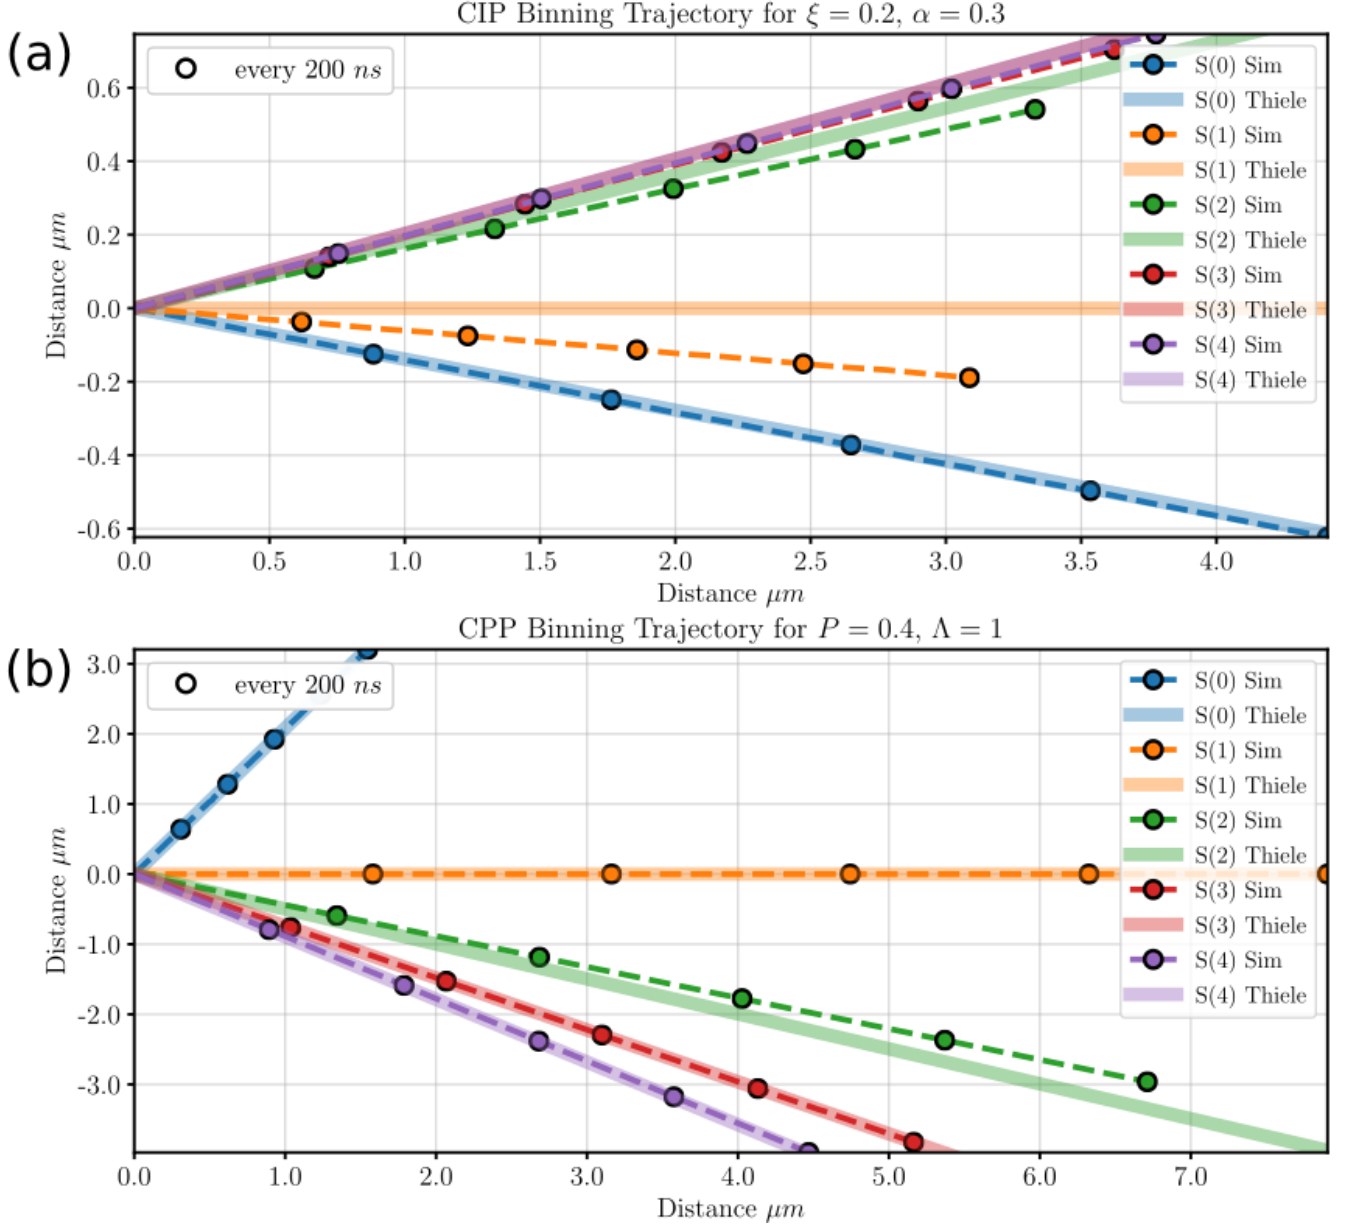 CIP Binning Trajectory for ξ = 0.2, α = 0.3
(a)
every 200 ns
S(0) Sim
S(0) Thiele
S(1) Sim
S(1) Thiele
S(2) Sim
S(2) Thiele
S(3) Sim
S(3) Thiele
S(4) Sim
S(4) Thiele
0.6
0.4
0.2
0.0
-0.2
-0.4
-0.6
Distance μm
0.0 0.5 1.0 1.5 2.0 2.5 3.0 3.5 4.0
Distance μm
CPP Binning Trajectory for P = 0.4, Λ = 1
(b)
every 200 ns
S(0) Sim
S(0) Thiele
S(1) Sim
S(1) Thiele
S(2) Sim
S(2) Thiele
S(3) Sim
S(3) Thiele
S(4) Sim
S(4) Thiele
3.0
2.0
1.0
0.0
-1.0
-2.0
-3.0
Distance μm
0.0 1.0 2.0 3.0 4.0 5.0 6.0 7.0
Distance μm